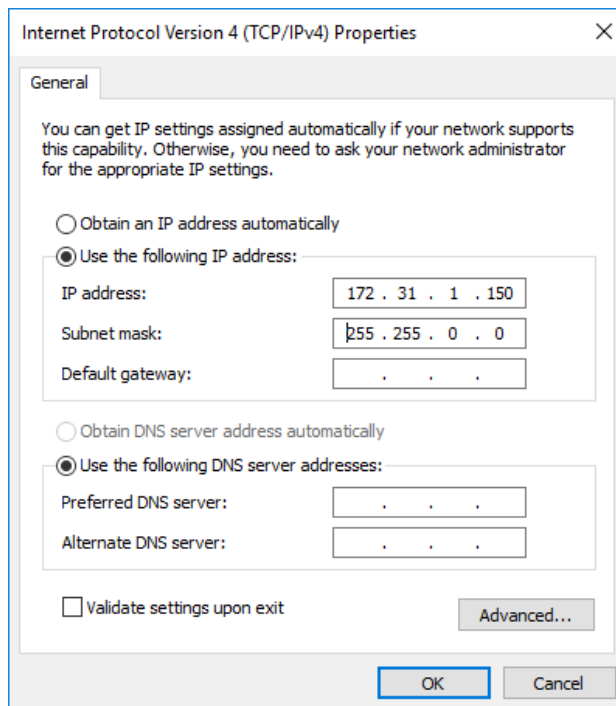 Internet Protocol Version 4 (TCP/IPv4) Properties
General
You can get IP settings assigned automatically if your network supports
this capability. Otherwise, you need to ask your network administrator
for the appropriate IP settings.
Obtain an IP address automatically
Use the following IP address:
IP address: 172 . 31 . 1 . 150
Subnet mask: 255 . 255 . 0 . 0
Default gateway: . . .
Obtain DNS server address automatically
Use the following DNS server addresses:
Preferred DNS server: . . .
Alternate DNS server: . . .
Validate settings upon exit
Advanced...
OK Cancel